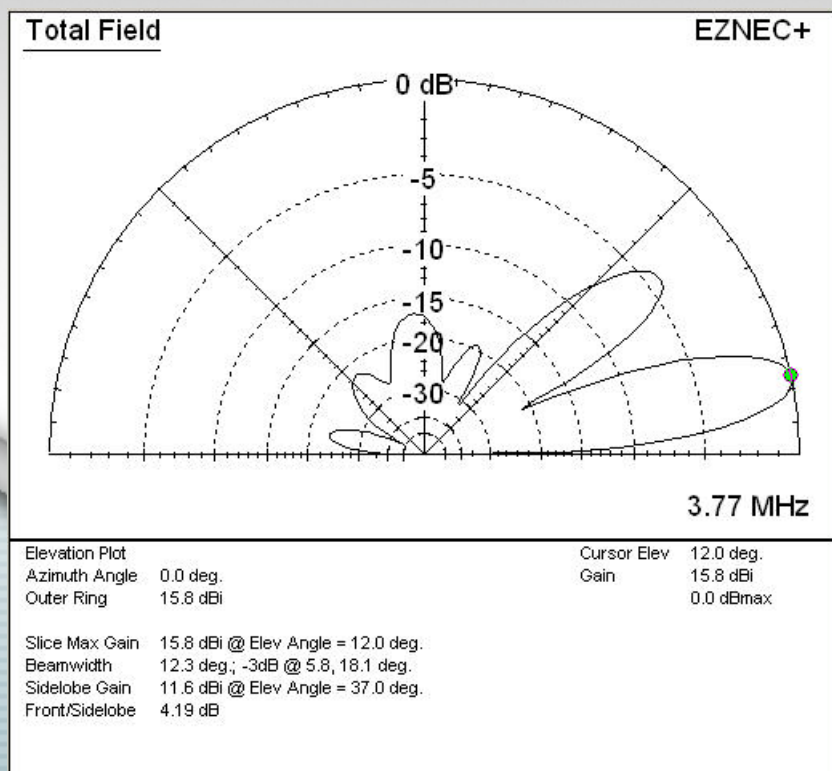 Total Field EZNEC+
0 dB
-5
-10
-15
-20
-30
3.77 MHz
Elevation Plot Cursor Elev 12.0 deg.
Azimuth Angle 0.0 deg. Gain 15.8 dBi
Outer Ring 15.8 dBi 0.0 dBmax
Slice Max Gain 15.8 dBi @ Elev Angle = 12.0 deg.
Beamwidth 12.3 deg.; -3dB @ 5.8, 18.1 deg.
Sidelobe Gain 11.6 dBi @ Elev Angle = 37.0 deg.
Front/Sidelobe 4.19 dB